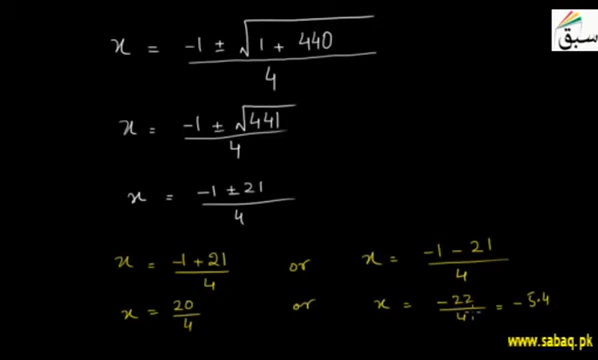 سبق
x = (-1 ± √(1 + 440))/4
x = (-1 ± √441)/4
x = (-1 ± 21)/4
x = (-1 + 21)/4 or x = (-1 - 21)/4
x = 20/4 or x = -22/4 = -5.4
www.sabaq.pk